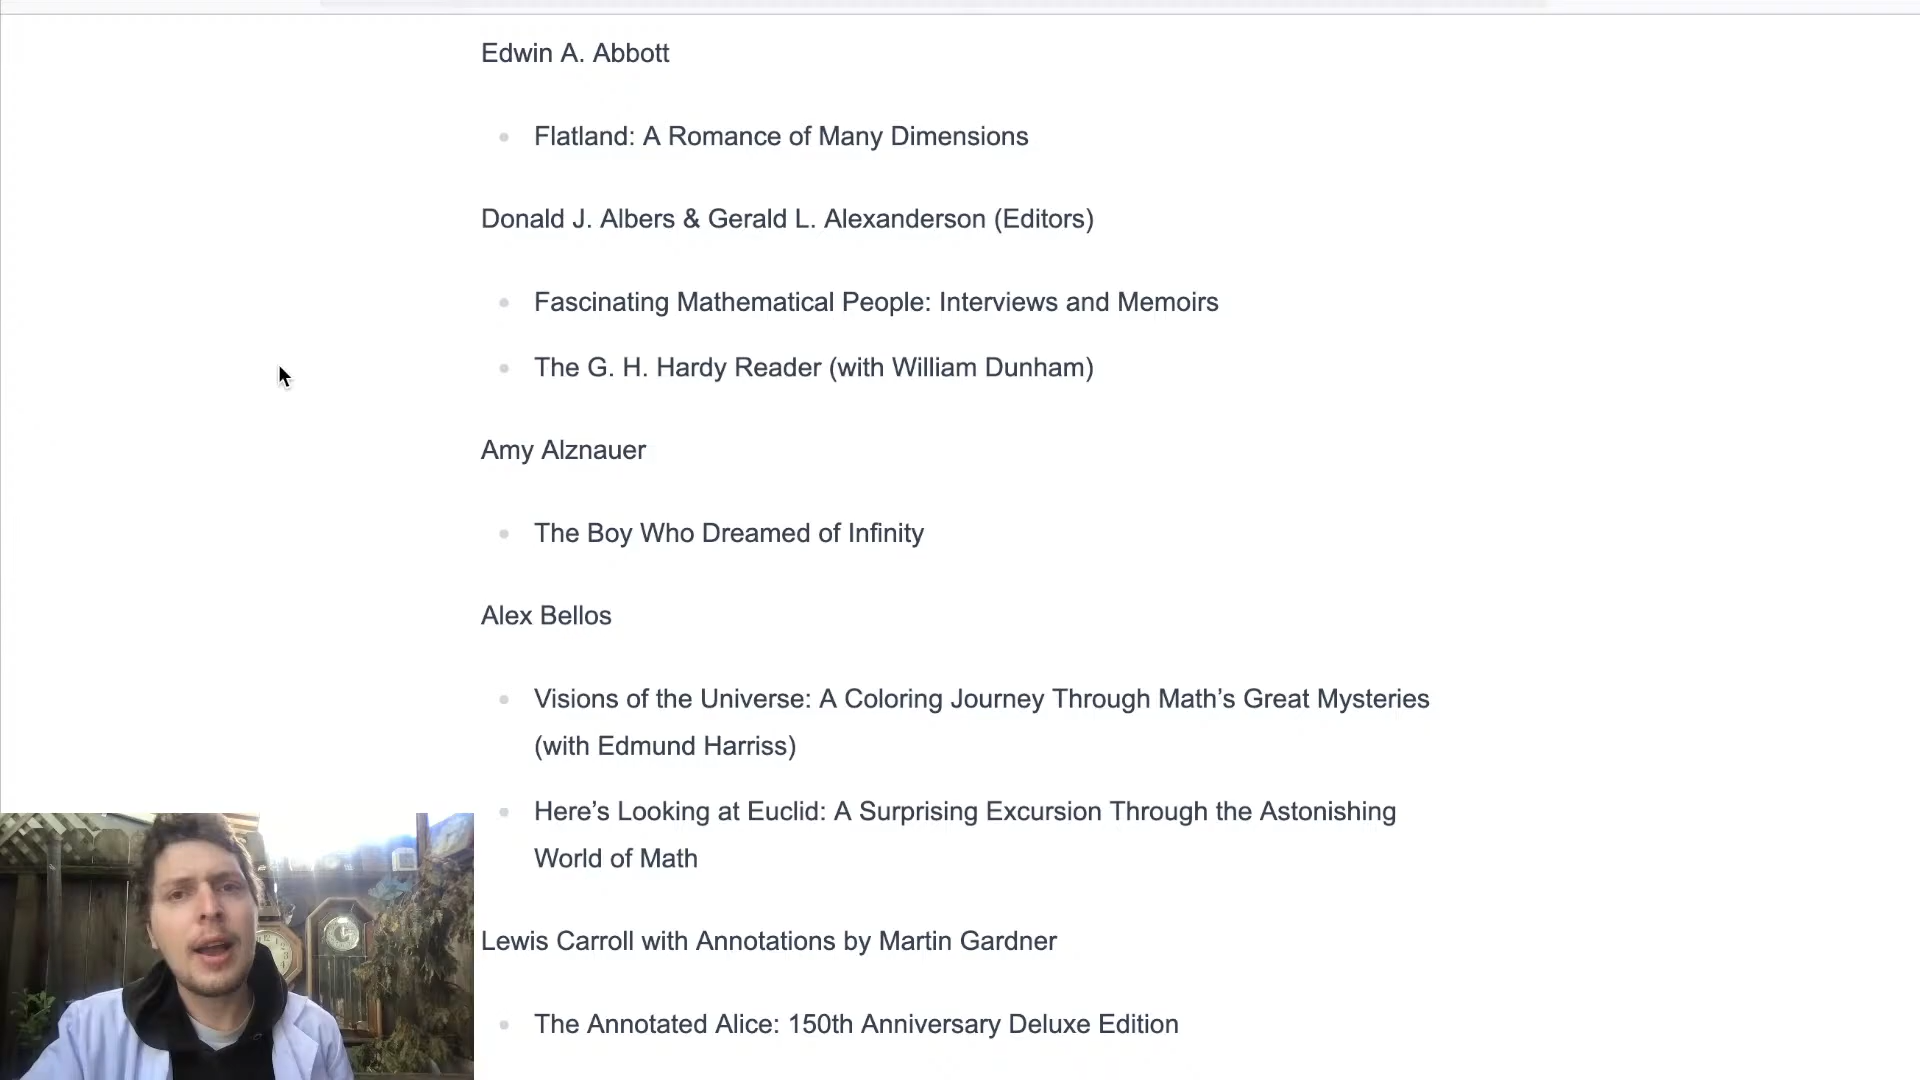 Edwin A. Abbott
Flatland: A Romance of Many Dimensions
Donald J. Albers & Gerald L. Alexanderson (Editors)
Fascinating Mathematical People: Interviews and Memoirs
The G. H. Hardy Reader (with William Dunham)
Amy Alznauer
The Boy Who Dreamed of Infinity
Alex Bellos
Visions of the Universe: A Coloring Journey Through Math’s Great Mysteries
(with Edmund Harriss)
Here’s Looking at Euclid: A Surprising Excursion Through the Astonishing
World of Math
Lewis Carroll with Annotations by Martin Gardner
The Annotated Alice: 150th Anniversary Deluxe Edition